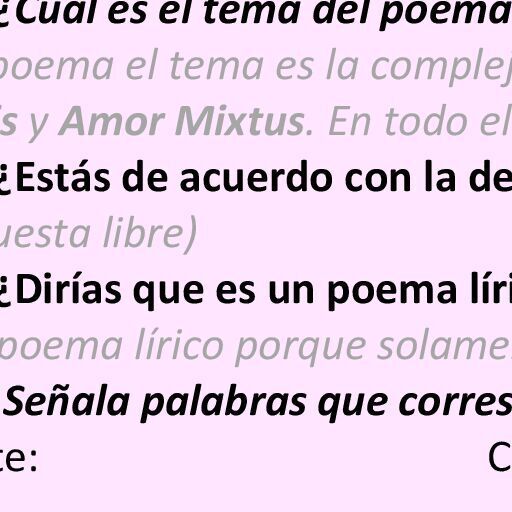 ¿Cuál es el tema del poema
poema el tema es la complej
is y Amor Mixtus. En todo el
¿Estás de acuerdo con la de
uesta libre)
¿Dirías que es un poema líri
poema lírico porque solame
Señala palabras que corres
te: C